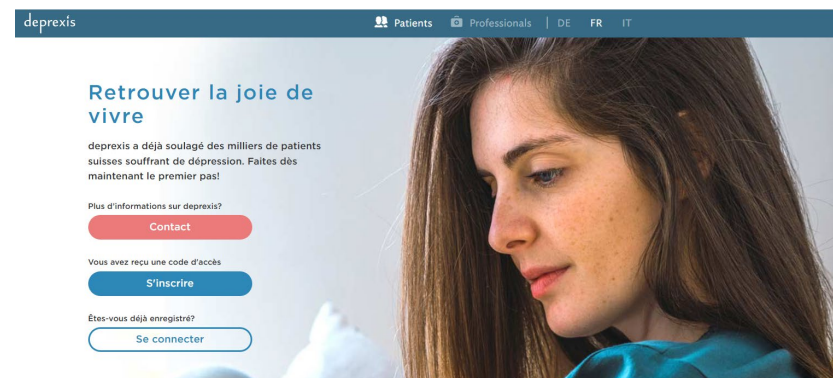 deprexis
Patients
Professionals
DE
FR
IT
Retrouver la joie de
vivre
deprexis a déjà soulagé des milliers de patients
suisses souffrant de dépression. Faites dès
maintenant le premier pas!
Plus d'informations sur deprexis?
Contact
Vous avez reçu une code d'accès
S'inscrire
Êtes-vous déjà enregistré?
Se connecter